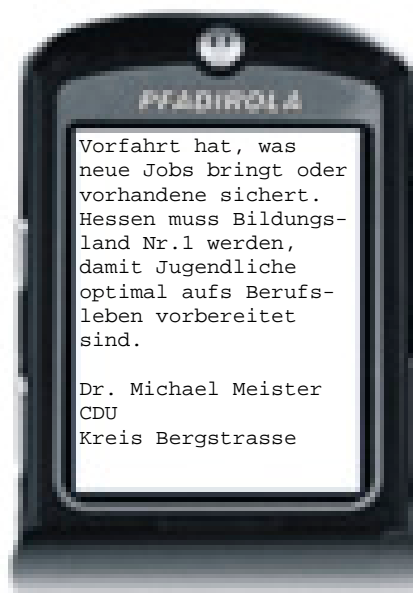 PFADIROLA
Vorfahrt hat, was
neue Jobs bringt oder
vorhandene sichert.
Hessen muss Bildungs-
land Nr.1 werden,
damit Jugendliche
optimal aufs Berufs-
leben vorbereitet
sind.
Dr. Michael Meister
CDU
Kreis Bergstrasse